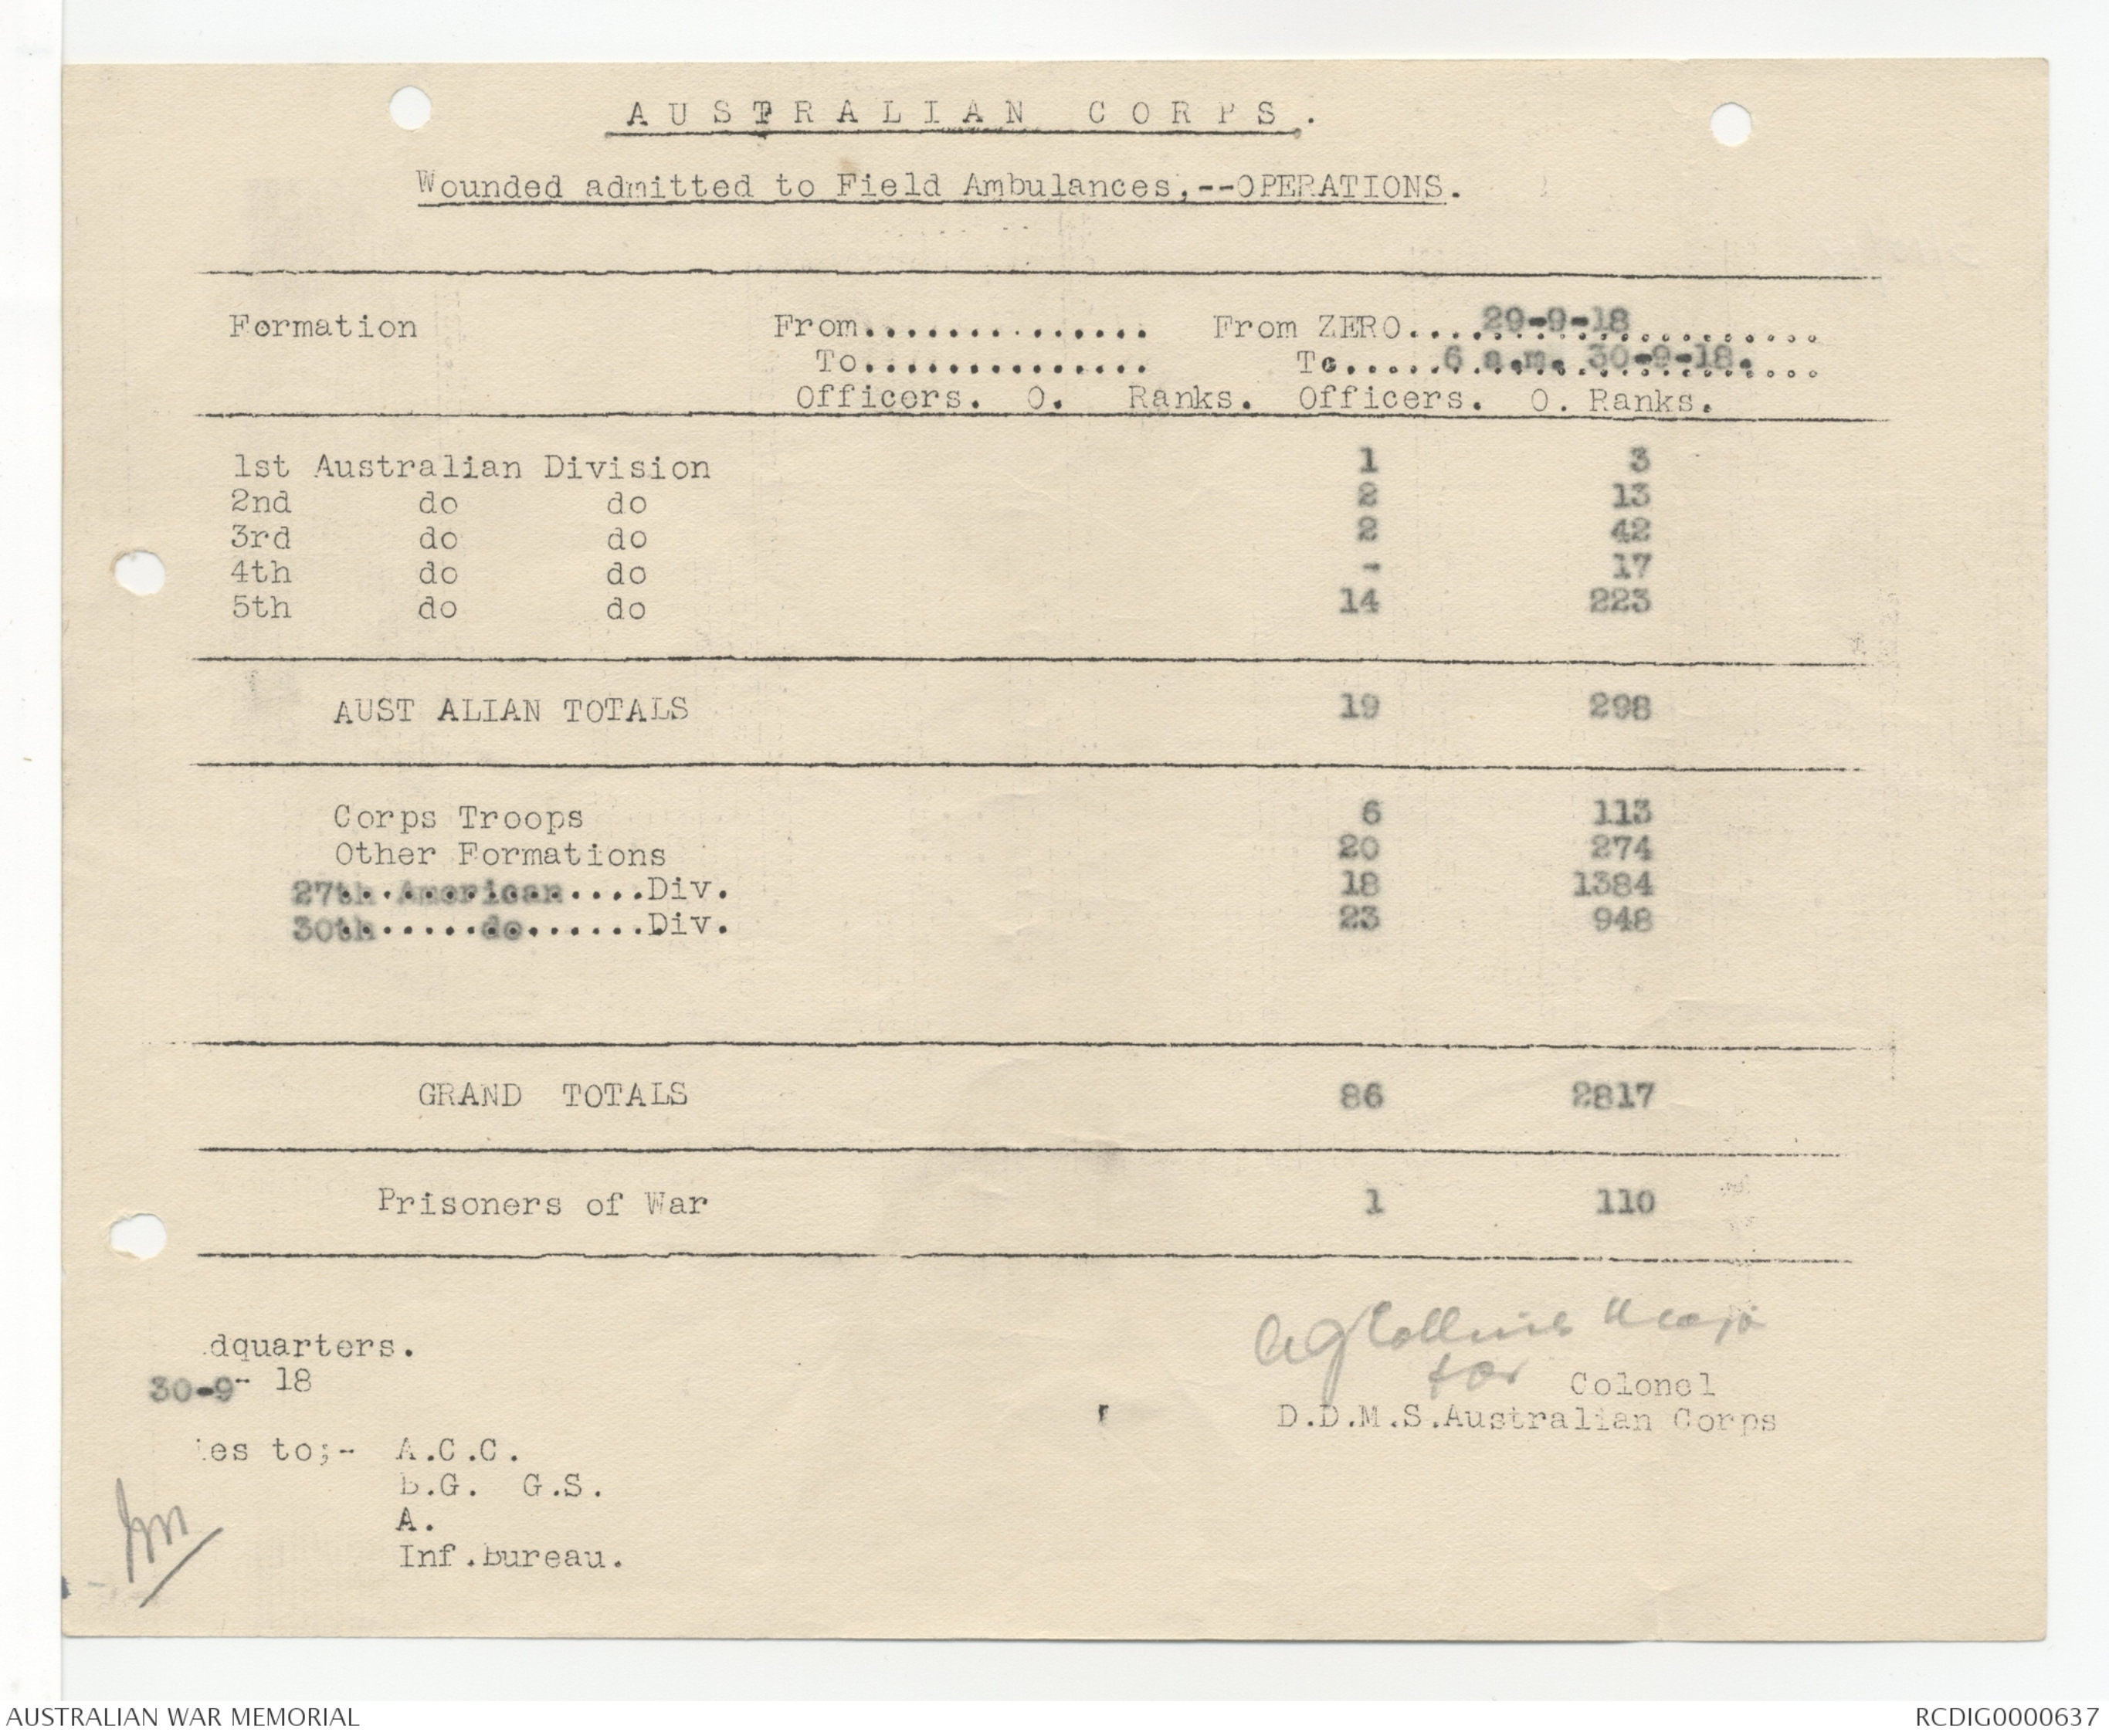 AUSTRALIAN CORPS.
Wounded admitted to Field Ambulances,--OPERATIONS.
Formation From.............. From ZERO....29-9-18.........
To.............. To.....6 a.m. 30-9-18....
Officers. O. Ranks. Officers. O. Ranks.
1st Australian Division 1 3
2nd do do 2 13
3rd do do 2 42
4th do do - 17
5th do do 14 223
AUST ALIAN TOTALS 19 298
Corps Troops 6 113
Other Formations 20 274
27th American....Div. 18 1384
30th.....do......Div. 23 948
GRAND TOTALS 86 2817
Prisoners of War 1 110
dquarters.
30-9- 18
for Colonel
D.D.M.S.Australian Corps
ies to;- A.C.C.
B.G. G.S.
A.
Inf.Bureau.
AUSTRALIAN WAR MEMORIAL RCDIG0000637